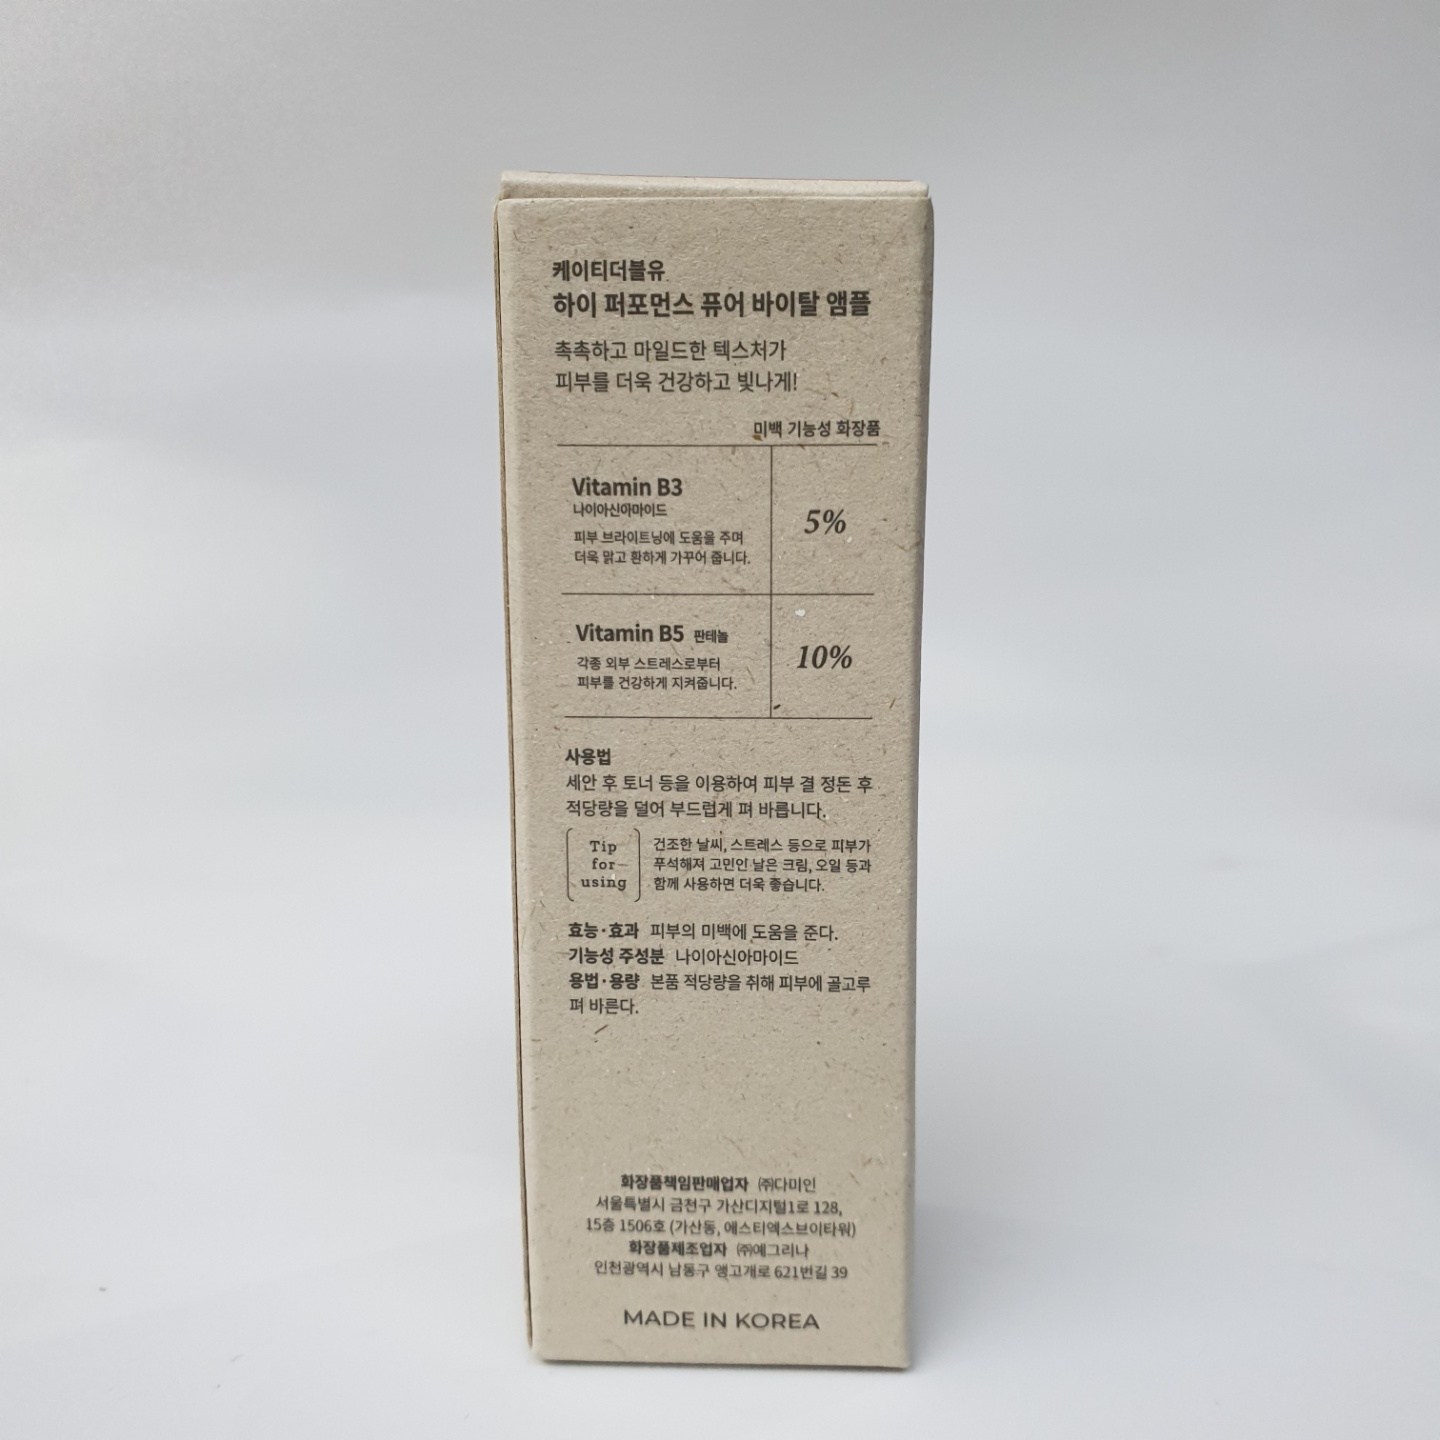 케이티더블유
하이 퍼포먼스 퓨어 바이탈 앰플
촉촉하고 마일드한 텍스처가
피부를 더욱 건강하고 빛나게!
미백 기능성 화장품
Vitamin B3
나이아신아마이드
피부 브라이트닝에 도움을 주며
더욱 맑고 환하게 가꾸어 줍니다.
5%
Vitamin B5 판테놀
각종 외부 스트레스로부터
피부를 건강하게 지켜줍니다.
10%
사용법
세안 후 토너 등을 이용하여 피부 결 정돈 후
적당량을 덜어 부드럽게 펴 바릅니다.
Tip
for
using
건조한 날씨, 스트레스 등으로 피부가
푸석해져 고민인 날은 크림, 오일 등과
함께 사용하면 더욱 좋습니다.
효능·효과 피부의 미백에 도움을 준다.
기능성 주성분 나이아신아마이드
용법·용량 본품 적당량을 취해 피부에 골고루
펴 바른다.
화장품책임판매업자 ㈜다미인
서울특별시 금천구 가산디지털1로 128,
15층 1506호 (가산동, 에스티엑스브이타워)
화장품제조업자 ㈜예그리나
인천광역시 남동구 앵고개로 621번길 39
MADE IN KOREA